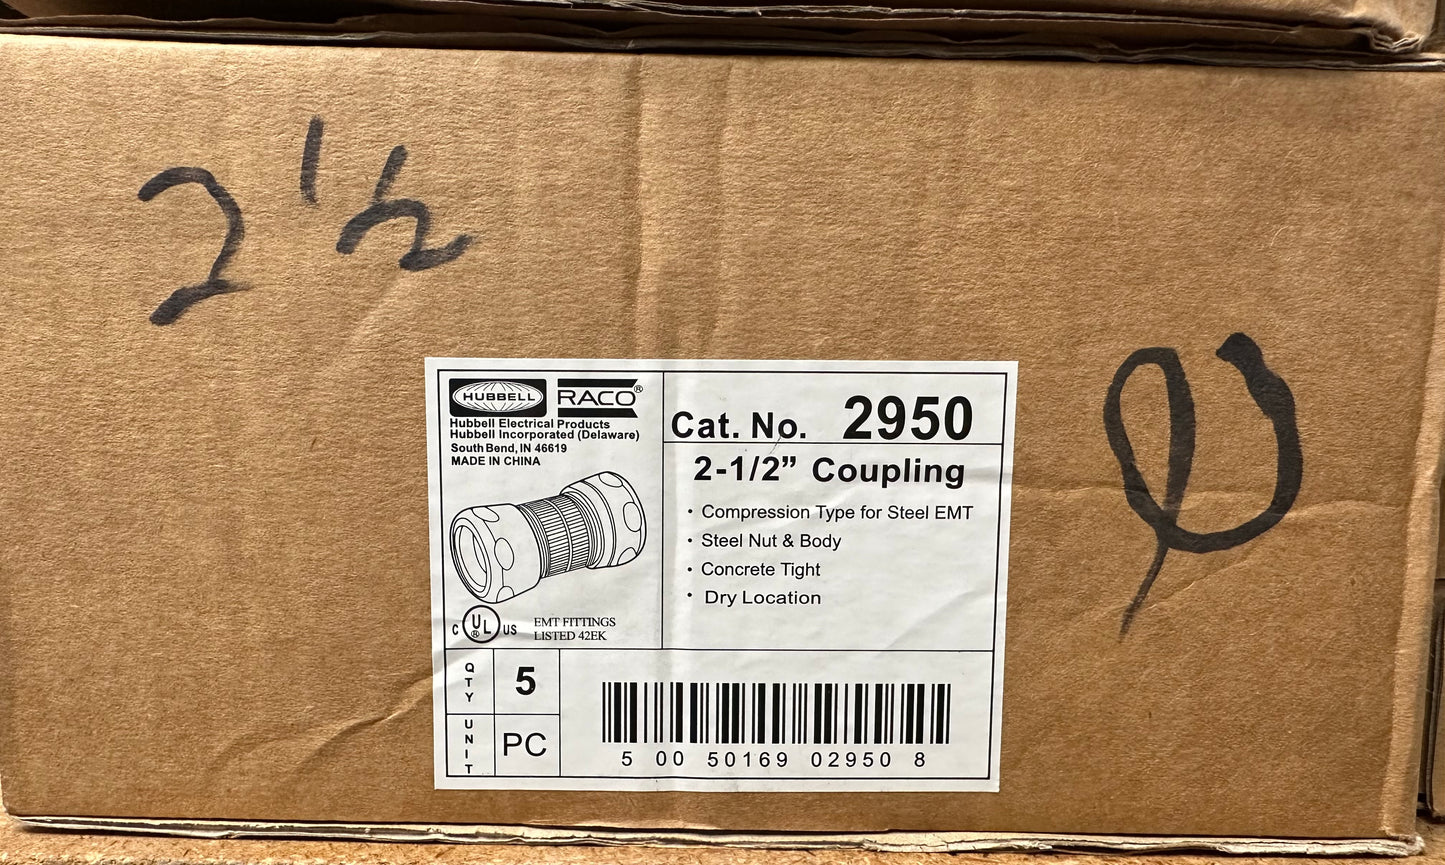 2 1/2
HUBBELL RACO®
Hubbell Electrical Products
Hubbell Incorporated (Delaware)
South Bend, IN 46619
MADE IN CHINA
C UL® US
EMT FITTINGS
LISTED 42EK
Cat. No. 2950
2-1/2” Coupling
• Compression Type for Steel EMT
• Steel Nut & Body
• Concrete Tight
• Dry Location
QTY 5
UNIT PC
5 00 50169 02950 8